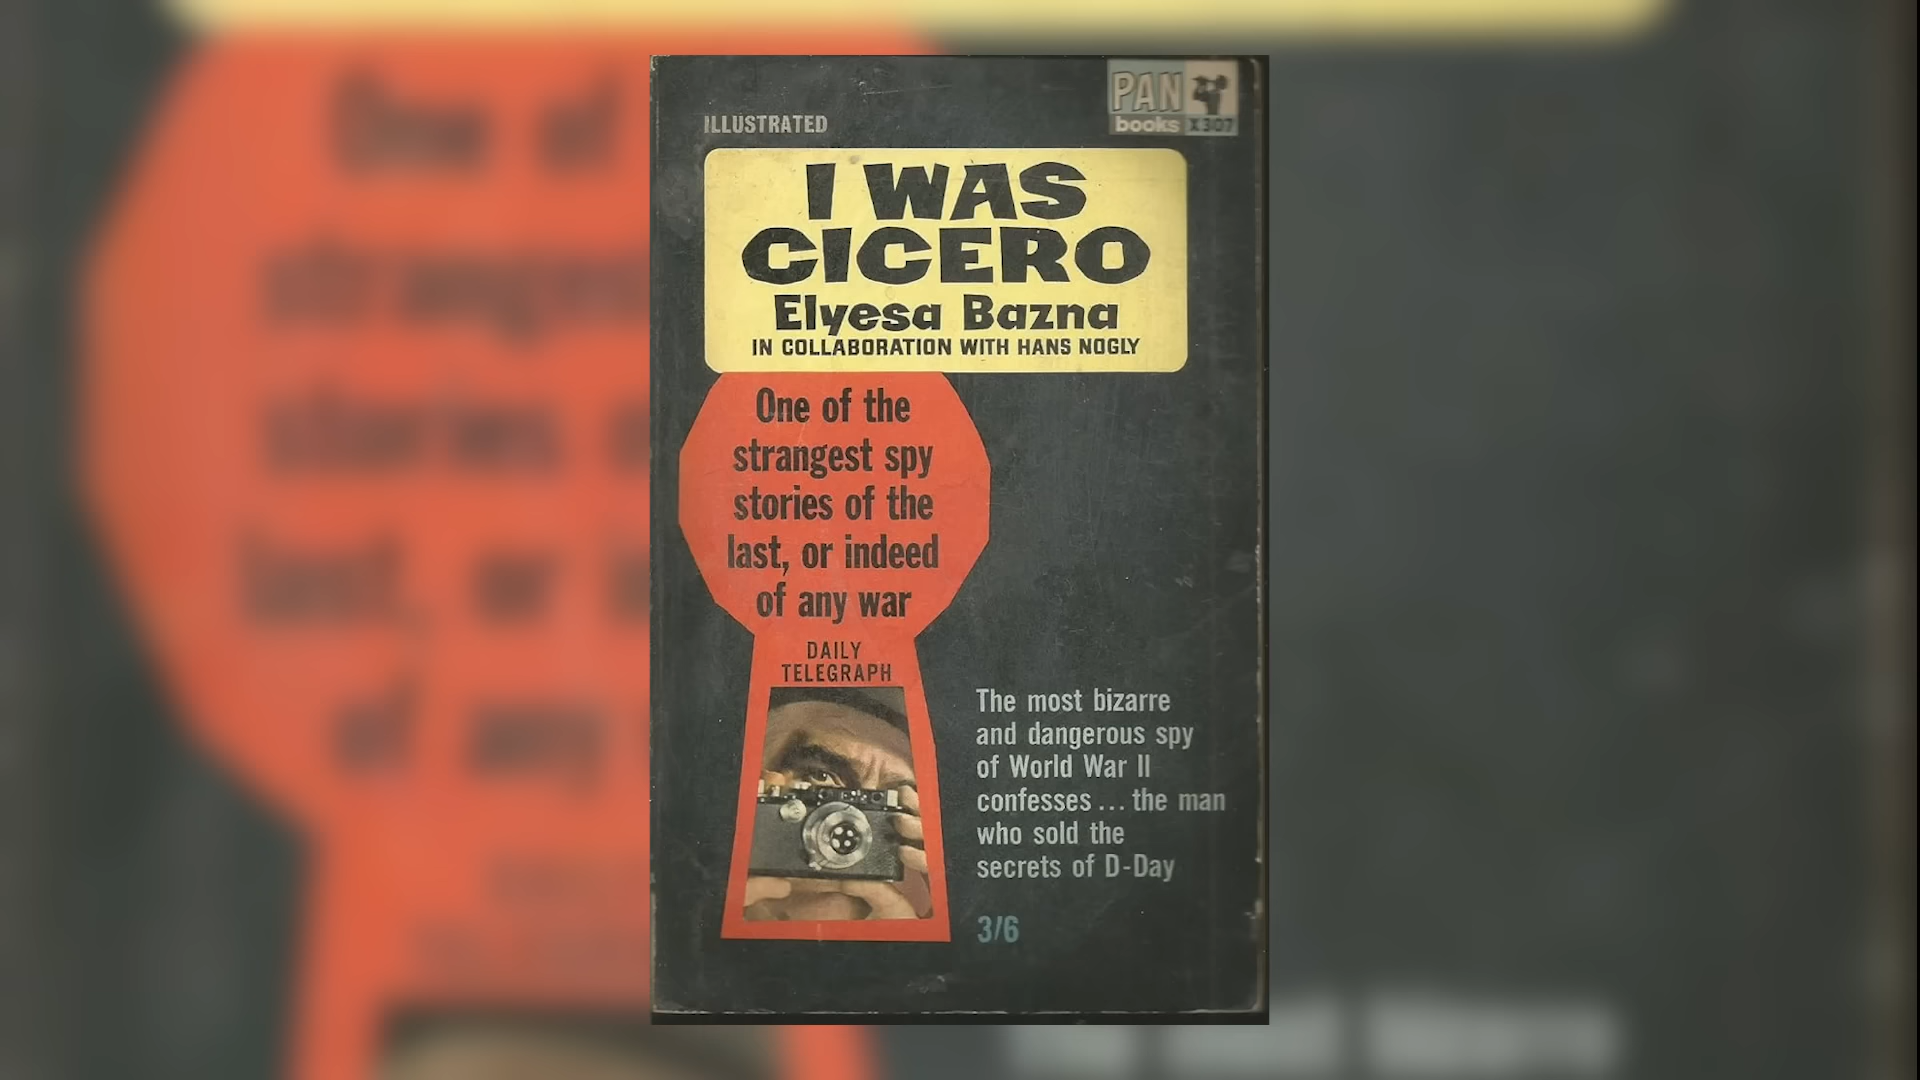 PAN
books X307
ILLUSTRATED
I WAS
CICERO
Elyesa Bazna
IN COLLABORATION WITH HANS NOGLY
One of the
strangest spy
stories of the
last, or indeed
of any war
DAILY
TELEGRAPH
The most bizarre
and dangerous spy
of World War II
confesses ... the man
who sold the
secrets of D-Day
3/6